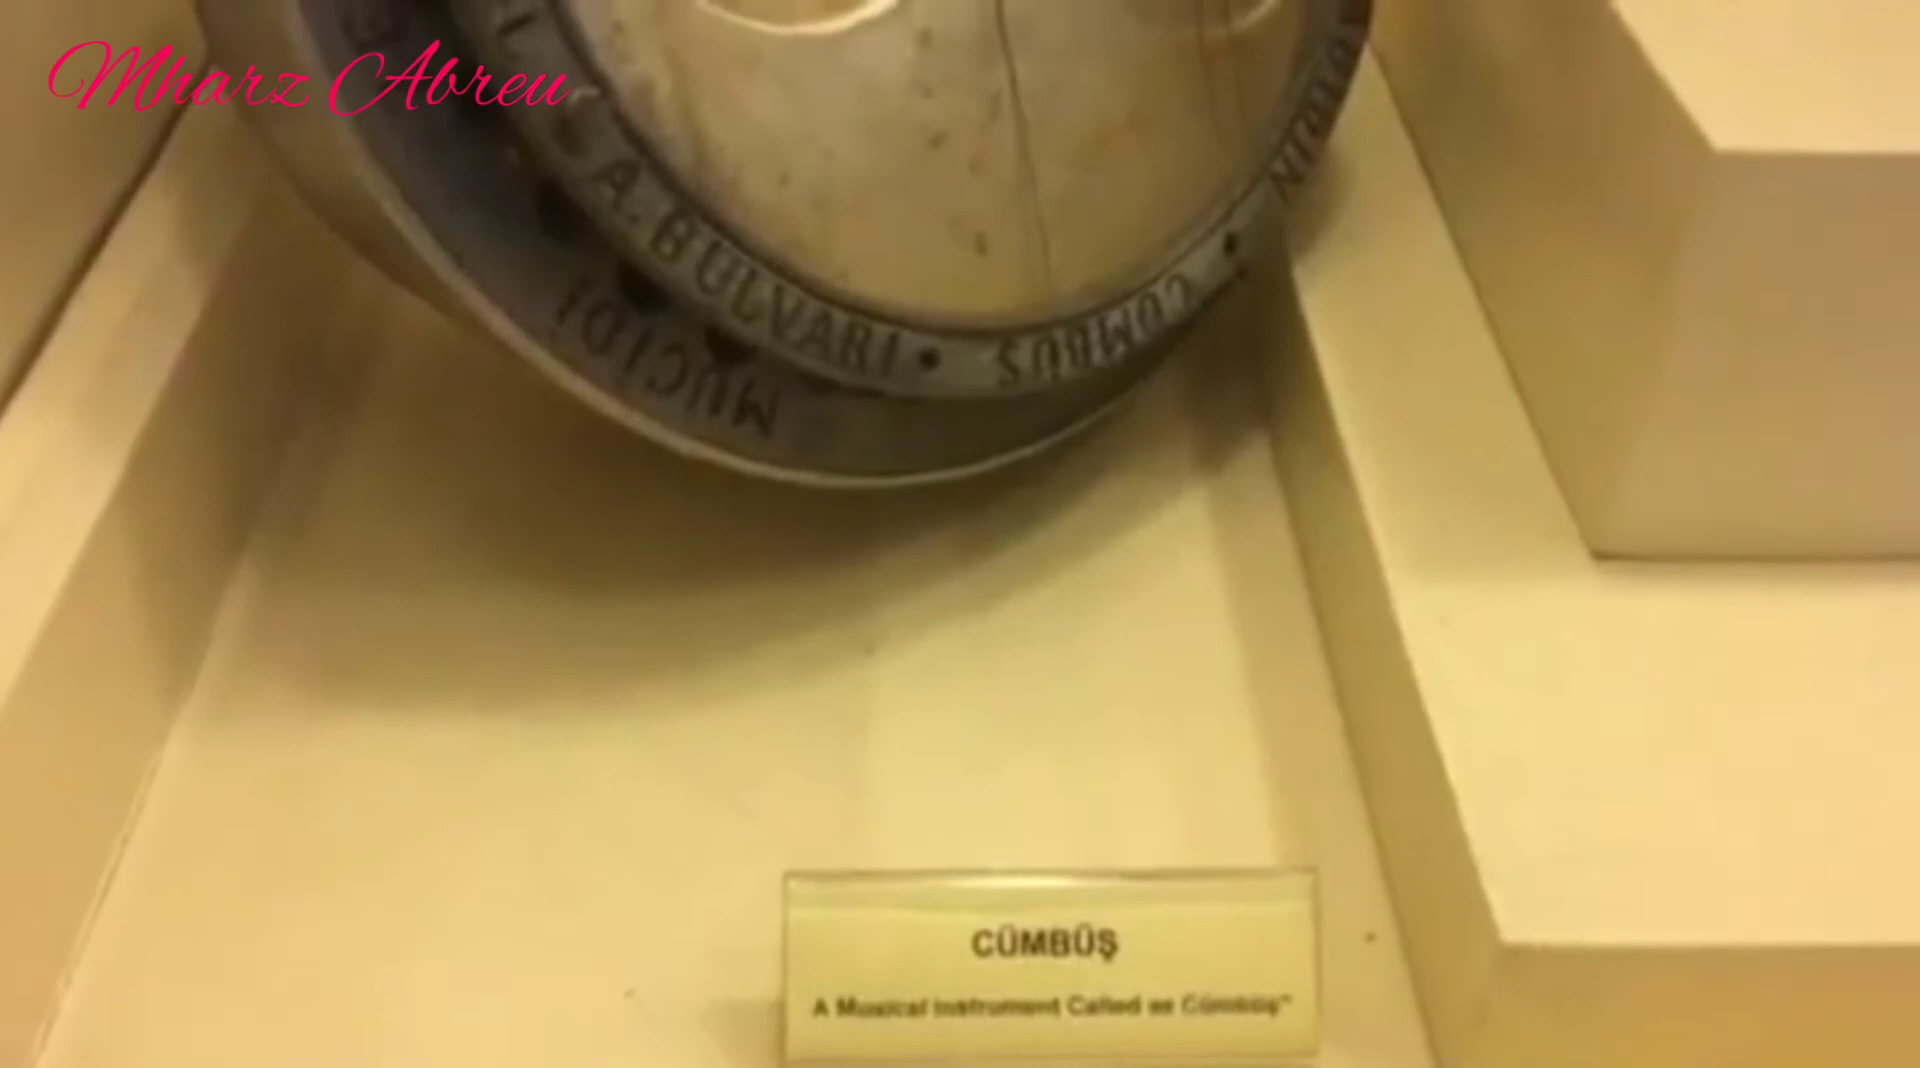 Mharz Abreu
A. BULVARI • CÜMBÜŞ •
MUCIDI
CÜMBÜŞ
A Musical Instrument Called as Cümbüş"